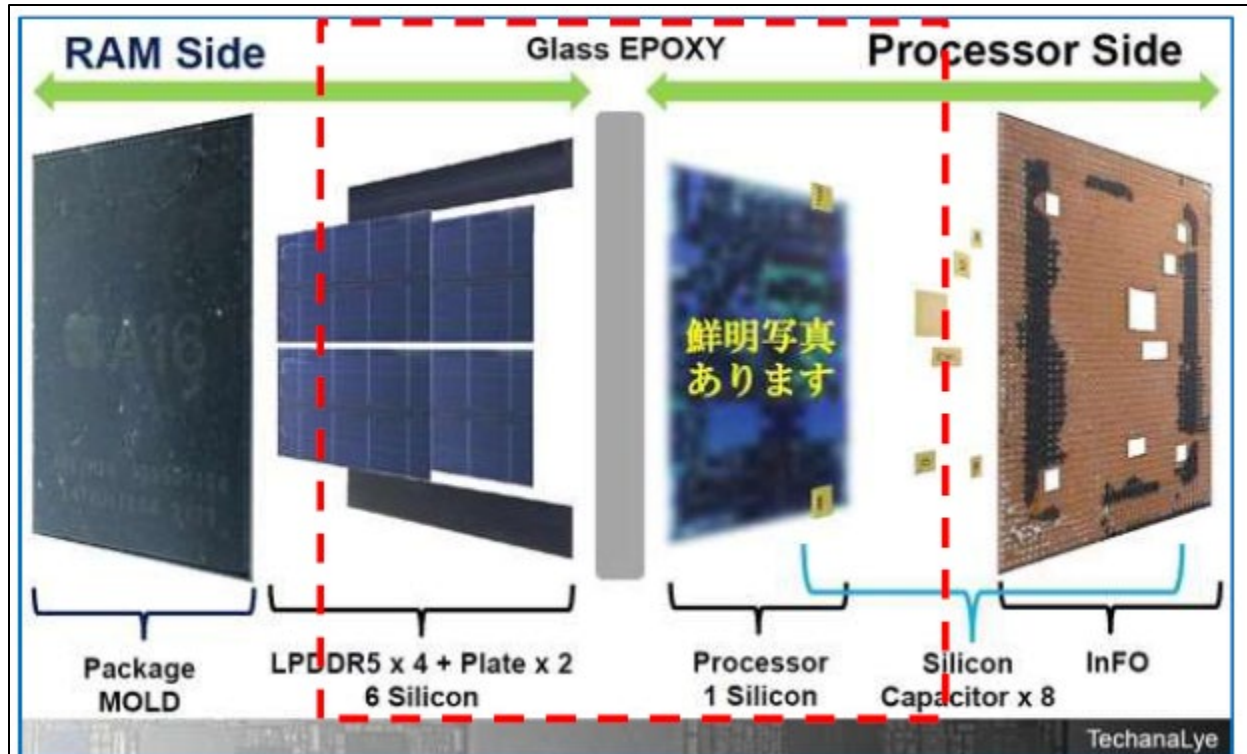 RAM Side
Glass EPOXY
Processor Side
A16
鮮明写真
あります
Package
MOLD
LPDDR5 x 4 + Plate x 2
6 Silicon
Processor
1 Silicon
Silicon
Capacitor x 8
InFO
TechanaLye